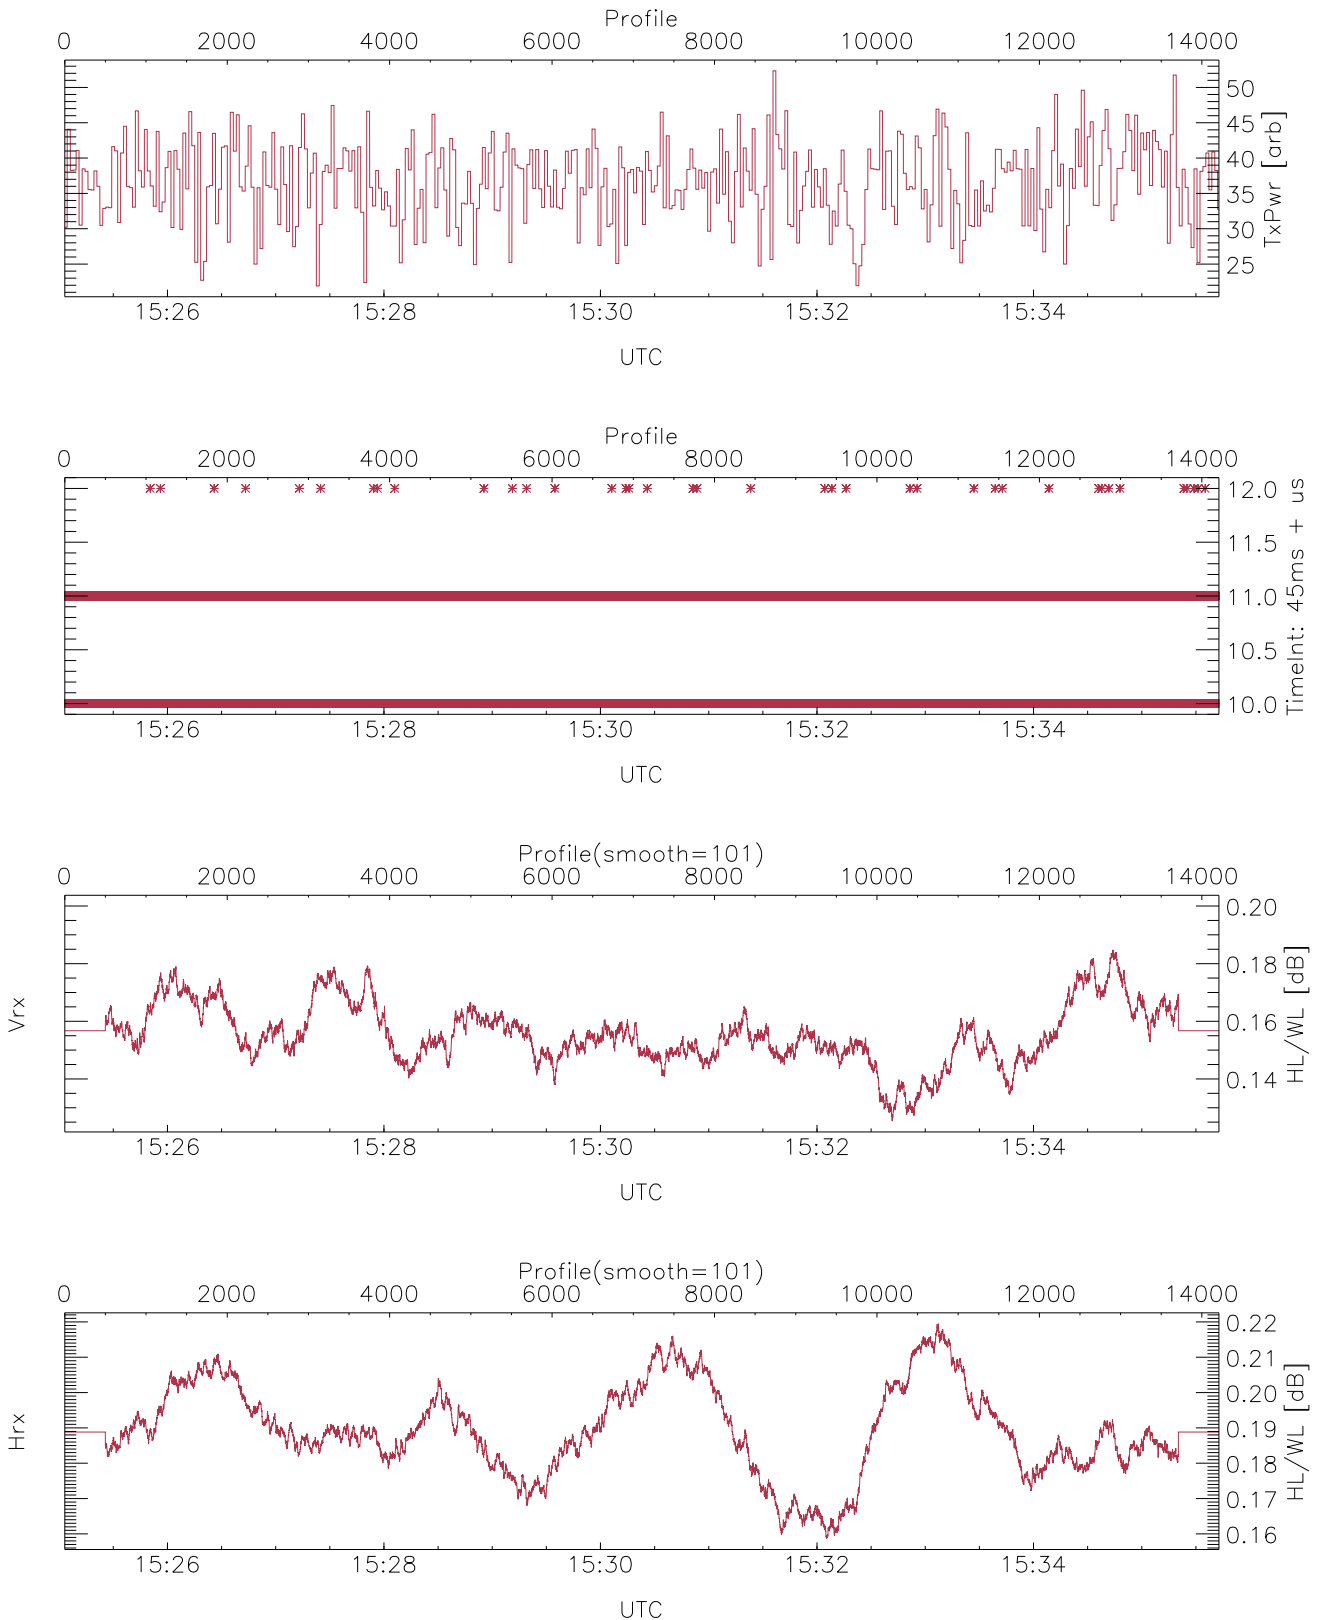 Profile
0 2000 4000 6000 8000 10000 12000 14000
50
45
40
35
30
25
TxPwr [arb]
15:26 15:28 15:30 15:32 15:34
UTC
Profile
0 2000 4000 6000 8000 10000 12000 14000
12.0
11.5
11.0
10.5
10.0
TimeInt: 45ms + us
15:26 15:28 15:30 15:32 15:34
UTC
Profile(smooth=101)
0 2000 4000 6000 8000 10000 12000 14000
Vrx
0.20
0.18
0.16
0.14
HL/WL [dB]
15:26 15:28 15:30 15:32 15:34
UTC
Profile(smooth=101)
0 2000 4000 6000 8000 10000 12000 14000
Hrx
0.22
0.21
0.20
0.19
0.18
0.17
0.16
HL/WL [dB]
15:26 15:28 15:30 15:32 15:34
UTC